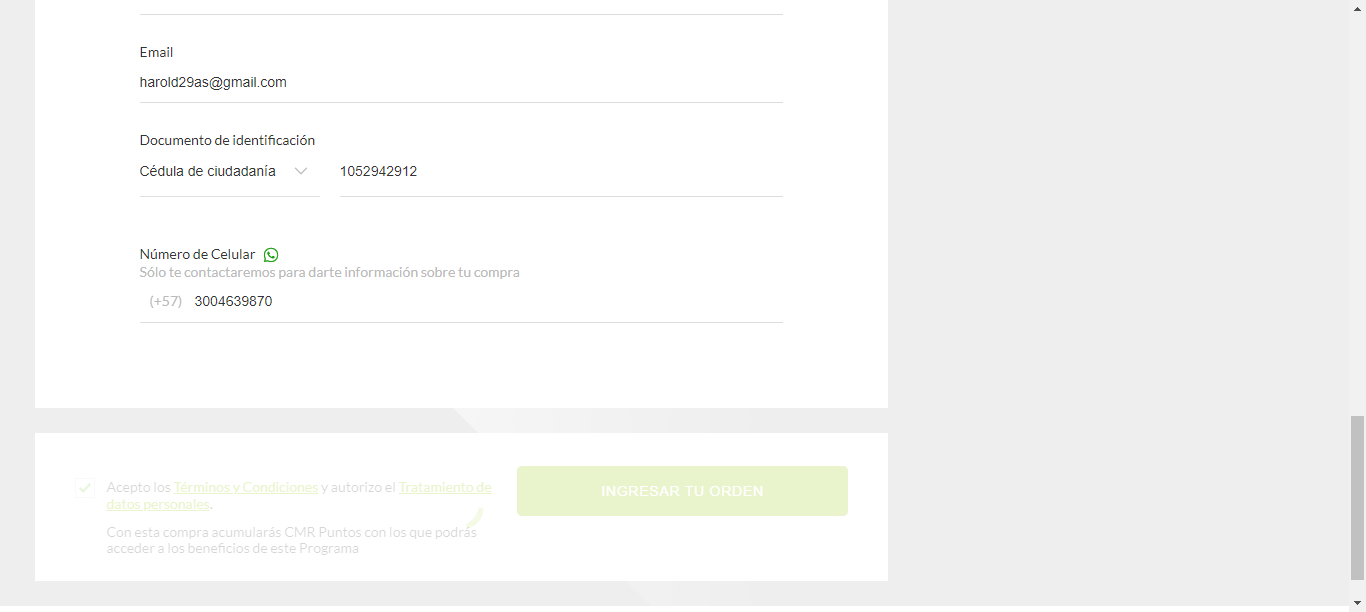 Email
harold29as@gmail.com
Documento de identificación
Cédula de ciudadanía 1052942912
Número de Celular
Sólo te contactaremos para darte información sobre tu compra
(+57) 3004639870
Acepto los Términos y Condiciones y autorizo el Tratamiento de
datos personales.
INGRESAR TU ORDEN
Con esta compra acumularás CMR Puntos con los que podrás
acceder a los beneficios de este Programa